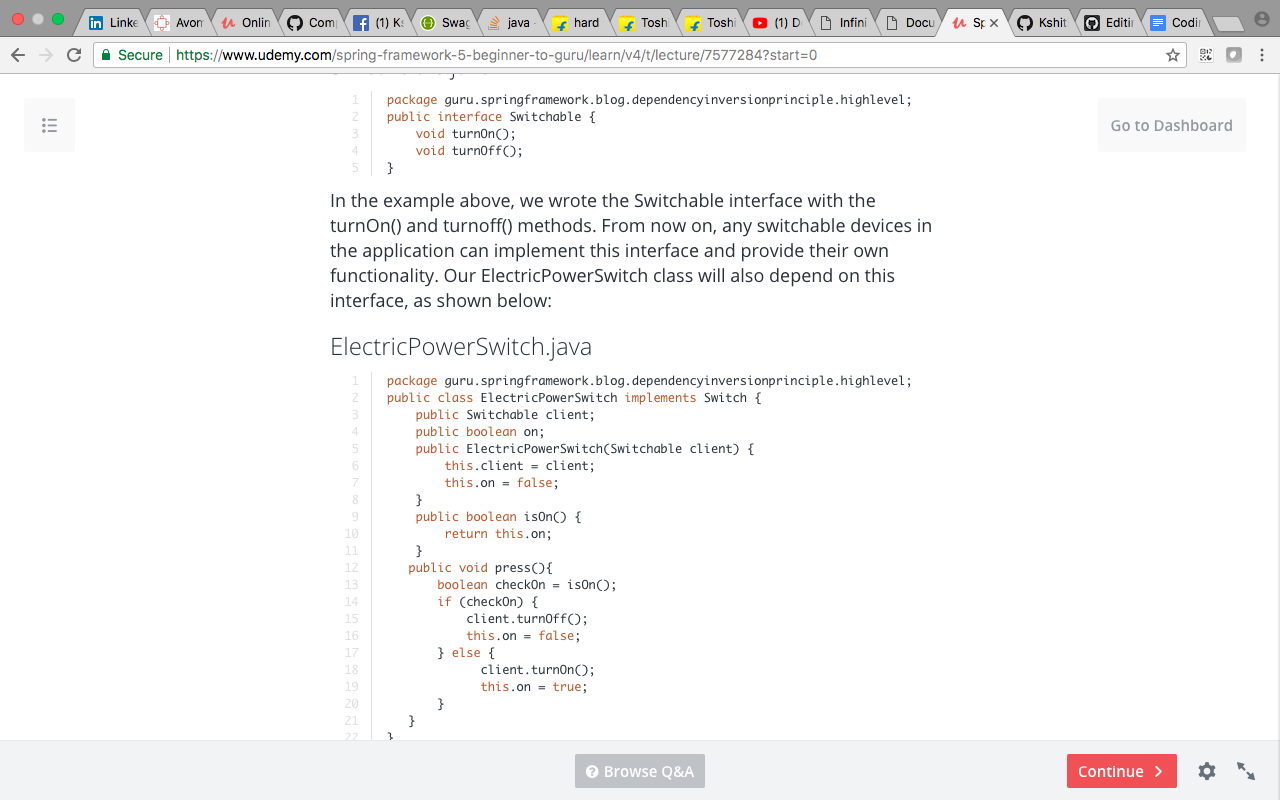 Linke
Avon
Onlin
Com
(1) Ks
Swag
java -
hard
Tosh
Toshi
(1) D
Infini
Docu
Sp
Kshit
Editin
Codin
Secure
https://www.udemy.com/spring-framework-5-beginner-to-guru/learn/v4/t/lecture/7577284?start=0
Go to Dashboard
1 package guru.springframework.blog.dependencyinversionprinciple.highlevel;
2 public interface Switchable {
3 void turnOn();
4 void turnOff();
5 }
In the example above, we wrote the Switchable interface with the
turnOn() and turnoff() methods. From now on, any switchable devices in
the application can implement this interface and provide their own
functionality. Our ElectricPowerSwitch class will also depend on this
interface, as shown below:
ElectricPowerSwitch.java
1 package guru.springframework.blog.dependencyinversionprinciple.highlevel;
2 public class ElectricPowerSwitch implements Switch {
3 public Switchable client;
4 public boolean on;
5 public ElectricPowerSwitch(Switchable client) {
6 this.client = client;
7 this.on = false;
8 }
9 public boolean isOn() {
10 return this.on;
11 }
12 public void press(){
13 boolean checkOn = isOn();
14 if (checkOn) {
15 client.turnOff();
16 this.on = false;
17 } else {
18 client.turnOn();
19 this.on = true;
20 }
21 }
22 }
Browse Q&A
Continue